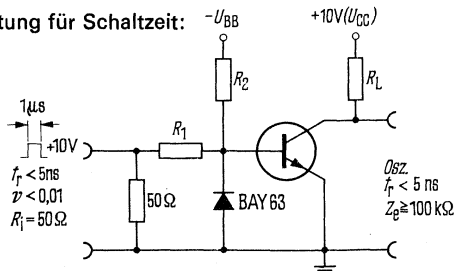 tung für Schaltzeit:
−U_BB
+10V(U_CC)
R_2
R_L
1µs
+10V
R_1
t_r < 5ns
v < 0,01
R_i = 50Ω
50Ω
BAY 63
Osz.
t_r < 5 ns
Z_e ≧ 100 kΩ